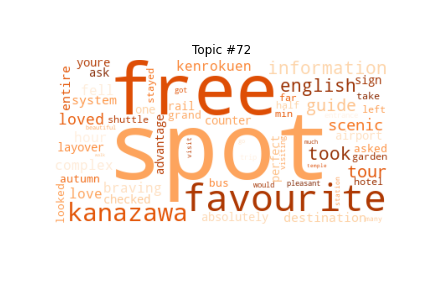 Topic #72
youre
ask
free
kenrokuen
information
entire
stayed
got
english
sign
system
fell
rail
half
far
guide
take
loved
one
grand
min
left
shuttle
counter
scenic
hour
beautiful
advantage
spot
airport
layover
visit
perfect
visiting
much
took
asked
garden
complex
temple
tour
autumn
bus
would
pleasant
hotel
love
braving
favourite
looked
checked
station
kanazawa
absolutely
destination